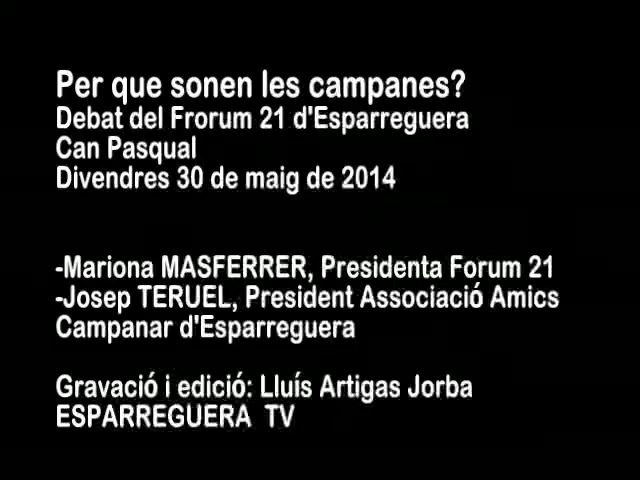 Per que sonen les campanes?
Debat del Frorum 21 d'Esparreguera
Can Pasqual
Divendres 30 de maig de 2014
-Mariona MASFERRER, Presidenta Forum 21
-Josep TERUEL, President Associació Amics
Campanar d'Esparreguera
Gravació i edició: Lluís Artigas Jorba
ESPARREGUERA TV